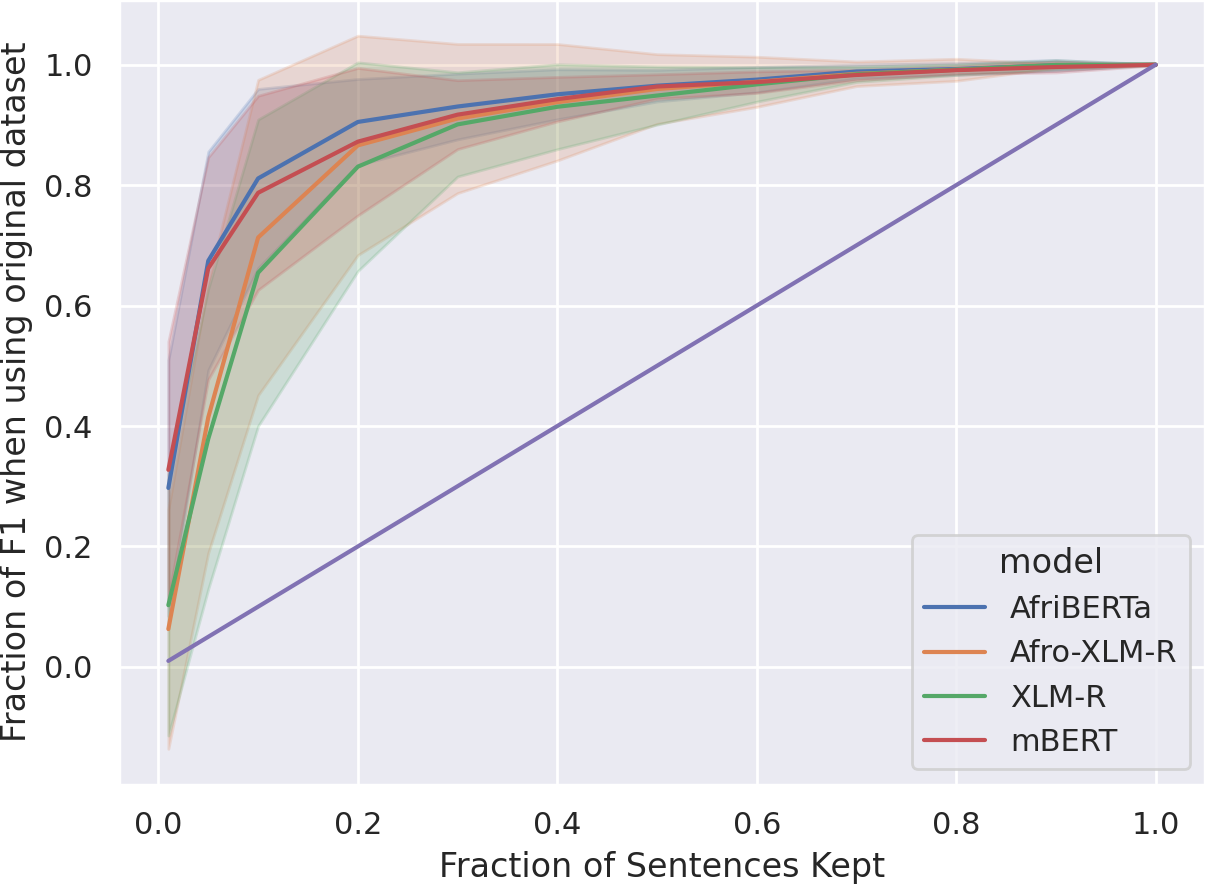 Fraction of F1 when using original dataset
1.0
0.8
0.6
0.4
0.2
0.0
0.0 0.2 0.4 0.6 0.8 1.0
Fraction of Sentences Kept
model
AfriBERTa
Afro-XLM-R
XLM-R
mBERT